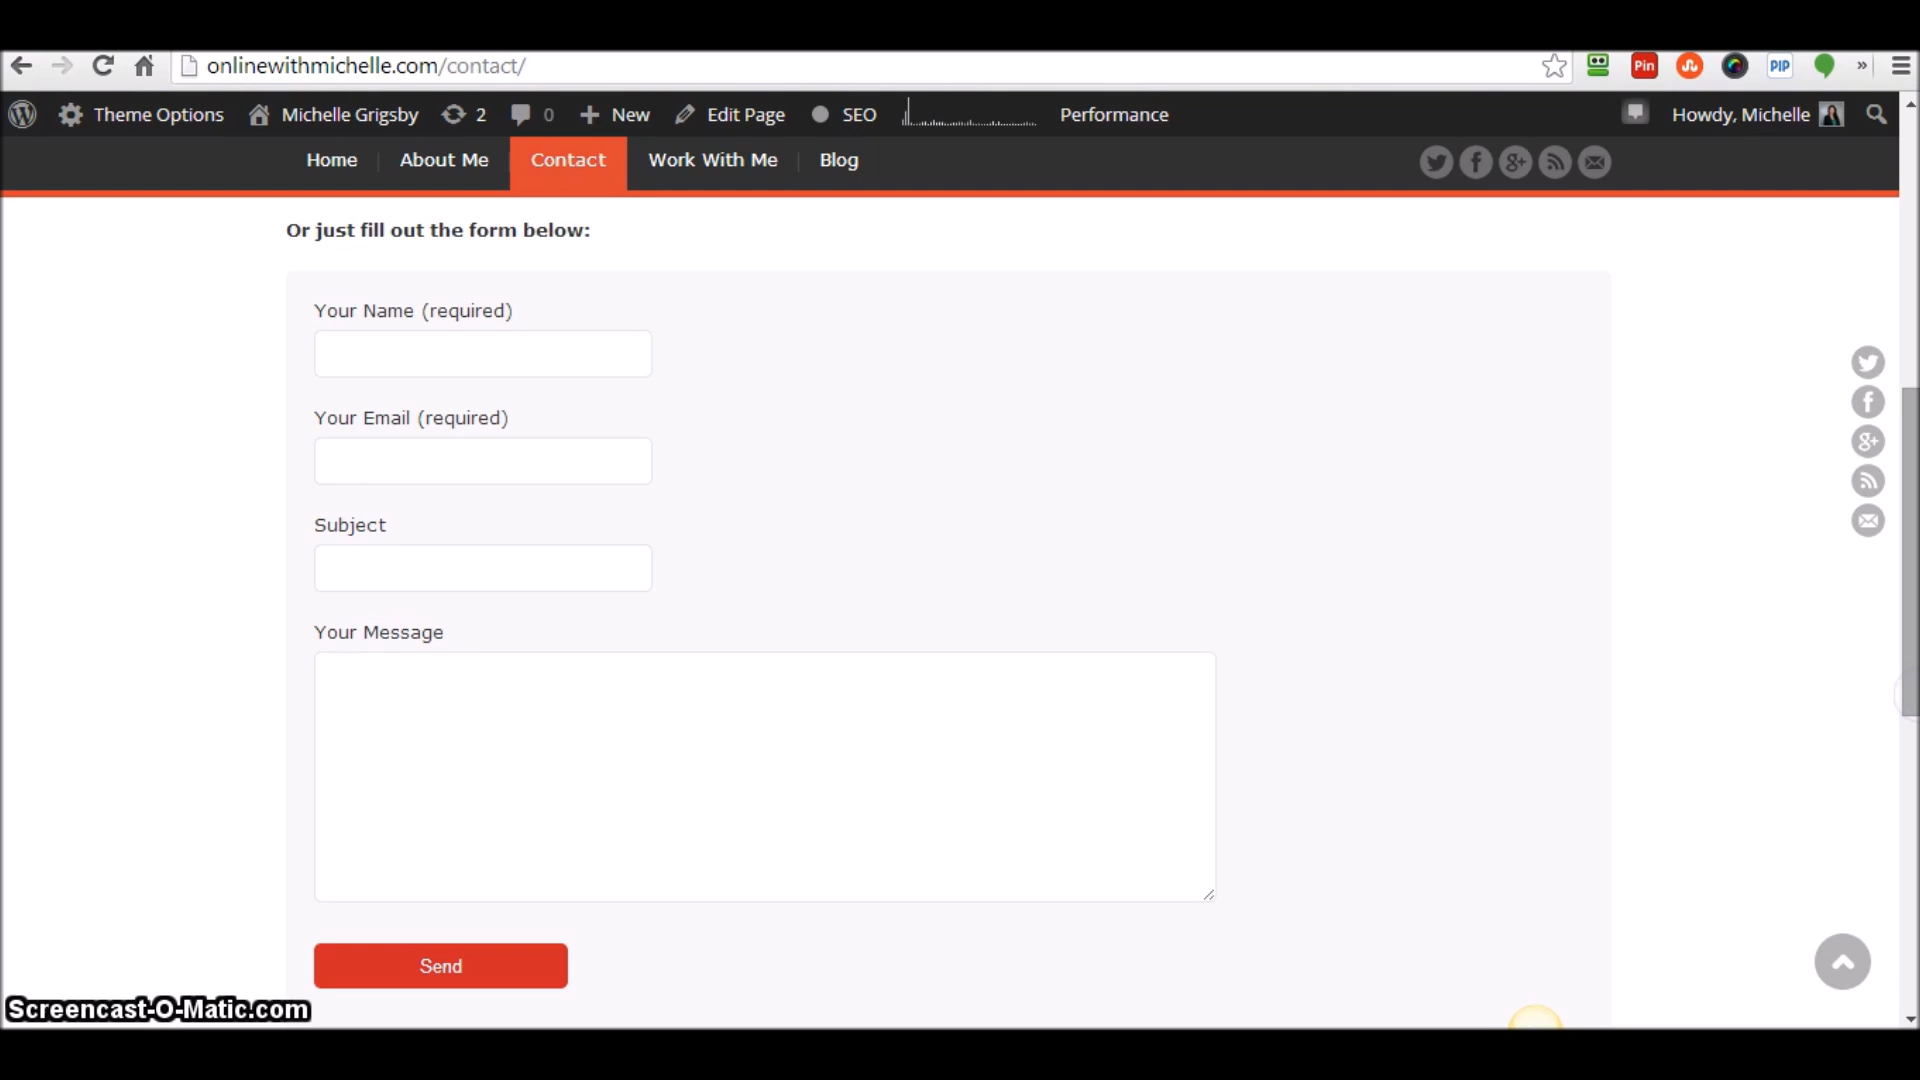 onlinewithmichelle.com/contact/
Pin
PIP
»
Theme Options
Michelle Grigsby
2
0
New
Edit Page
SEO
Performance
Howdy, Michelle
Home
About Me
Contact
Work With Me
Blog
Or just fill out the form below:
Your Name (required)
Your Email (required)
Subject
Your Message
Send
Screencast-O-Matic.com